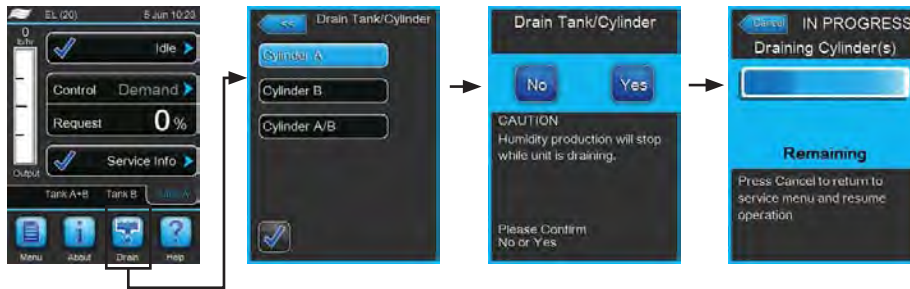 EL (20) 5 Jun 10:23
0
lb/hr
Idle
Control Demand
Request 0 %
Service Info
Output
Tank A+B Tank B
Menu About Drain Help
<< Drain Tank/Cylinder
Cylinder A
Cylinder B
Cylinder A/B
Drain Tank/Cylinder
No Yes
CAUTION
Humidity production will stop
while unit is draining.
Please Confirm
No or Yes
Cancel IN PROGRESS
Draining Cylinder(s)
Remaining
Press Cancel to return to
service menu and resume
operation